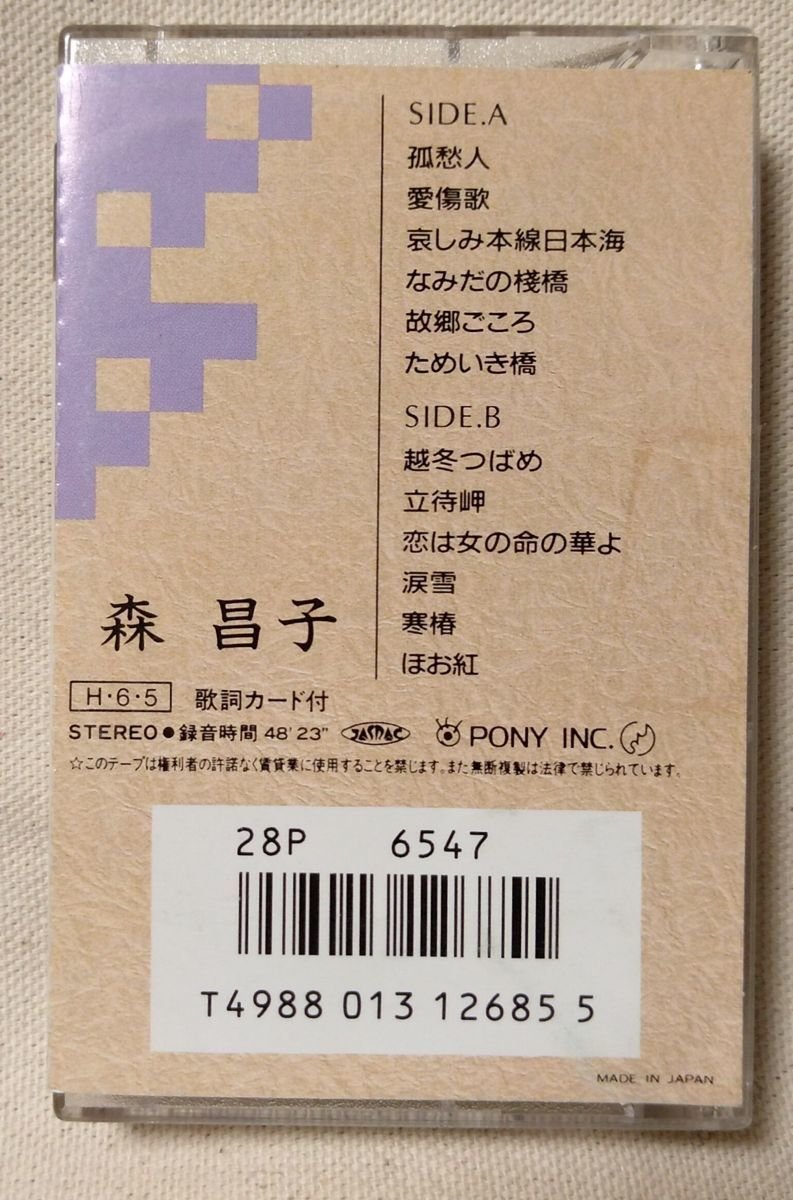 SIDE.A
孤愁人
愛傷歌
哀しみ本線日本海
なみだの棧橋
故郷ごころ
ためいき橋
SIDE.B
越冬つばめ
立待岬
恋は女の命の華よ
涙雪
寒椿
ほお紅
森 昌子
H・6・5 歌詞カード付
STEREO●録音時間 48'23" JASRAC PONY INC.
☆このテープは権利者の許諾なく賃貸業に使用することを禁じます。また無断複製は法律で禁じられています。
28P 6547
T4988 013 12685 5
MADE IN JAPAN